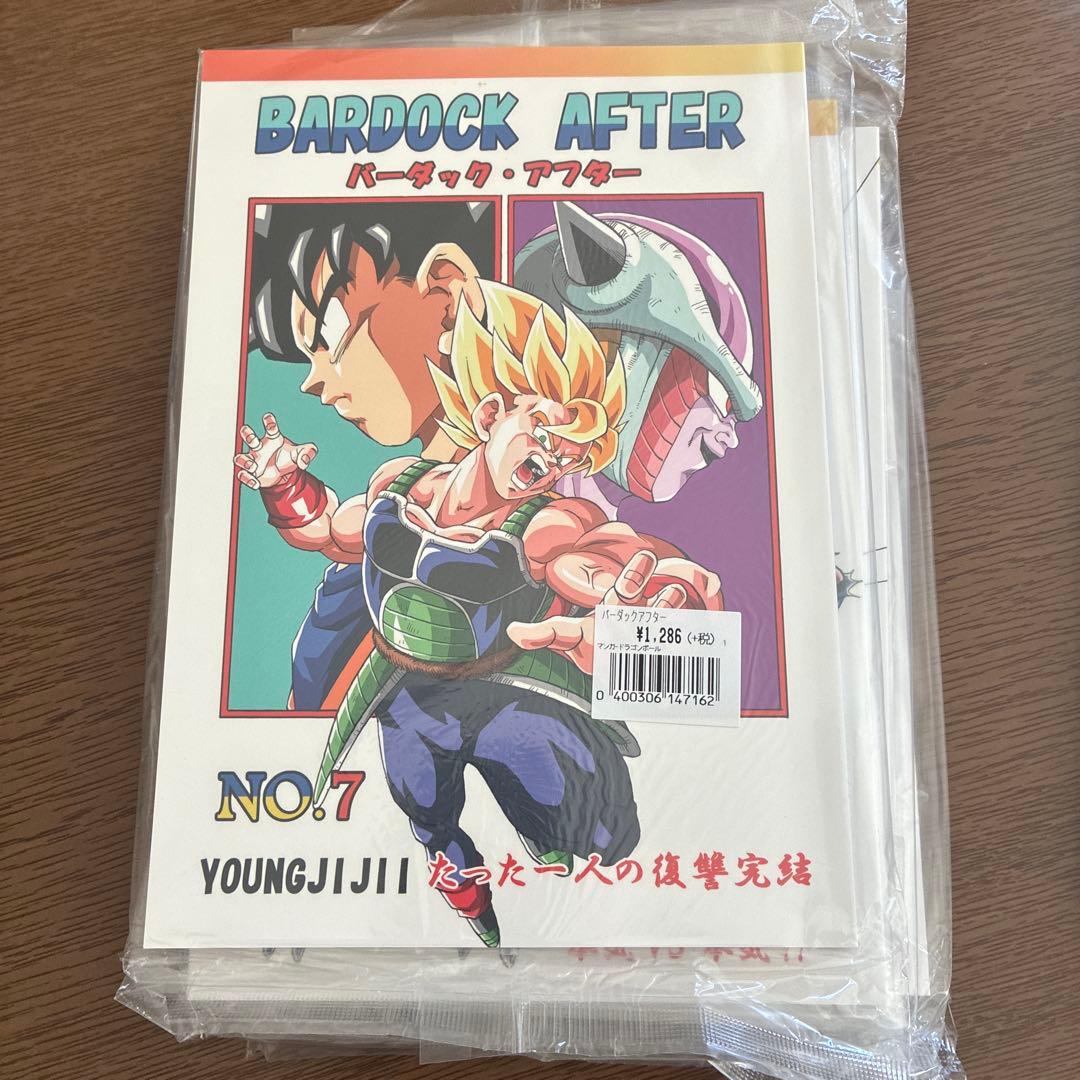 BARDOCK AFTER
バーダック・アフター
バーダックアフター
¥1,286 (+税)
マンガ-ドラゴンボール
0 400306 147162
NO.7
YOUNGJIJII たった一人の復讐完結